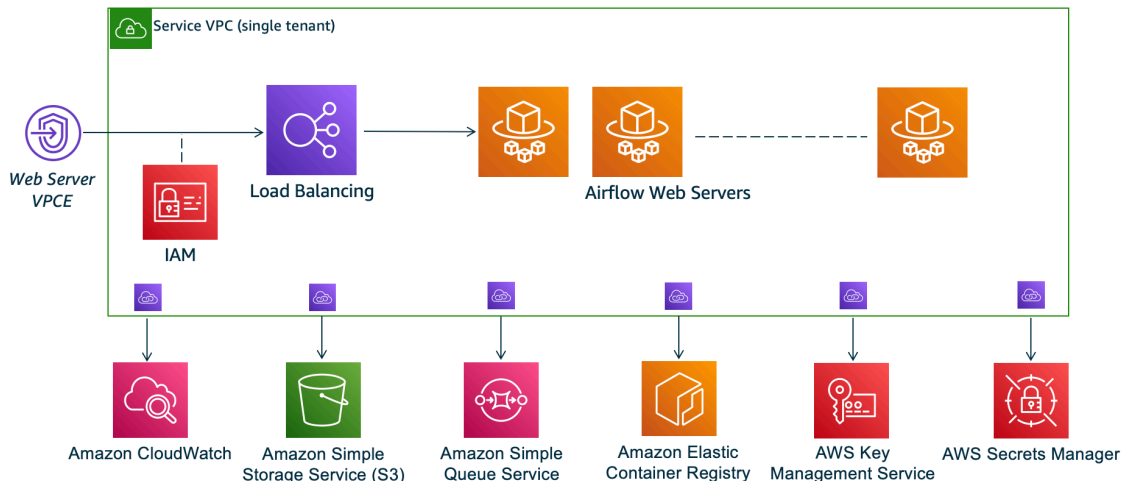 Service VPC (single tenant)
Web Server
VPCE
IAM
Load Balancing
Airflow Web Servers
Amazon CloudWatch
Amazon Simple
Storage Service (S3)
Amazon Simple
Queue Service
Amazon Elastic
Container Registry
AWS Key
Management Service
AWS Secrets Manager